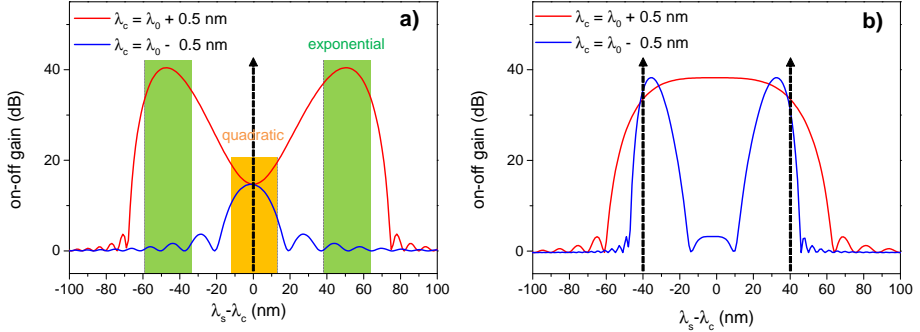 a)
λc = λ0 + 0.5 nm
λc = λ0 - 0.5 nm
exponential
quadratic
on-off gain (dB)
40
20
0
-100 -80 -60 -40 -20 0 20 40 60 80 100
λs-λc (nm)
b)
λc = λ0 + 0.5 nm
λc = λ0 - 0.5 nm
on-off gain (dB)
40
20
0
-100 -80 -60 -40 -20 0 20 40 60 80 100
λs-λc (nm)